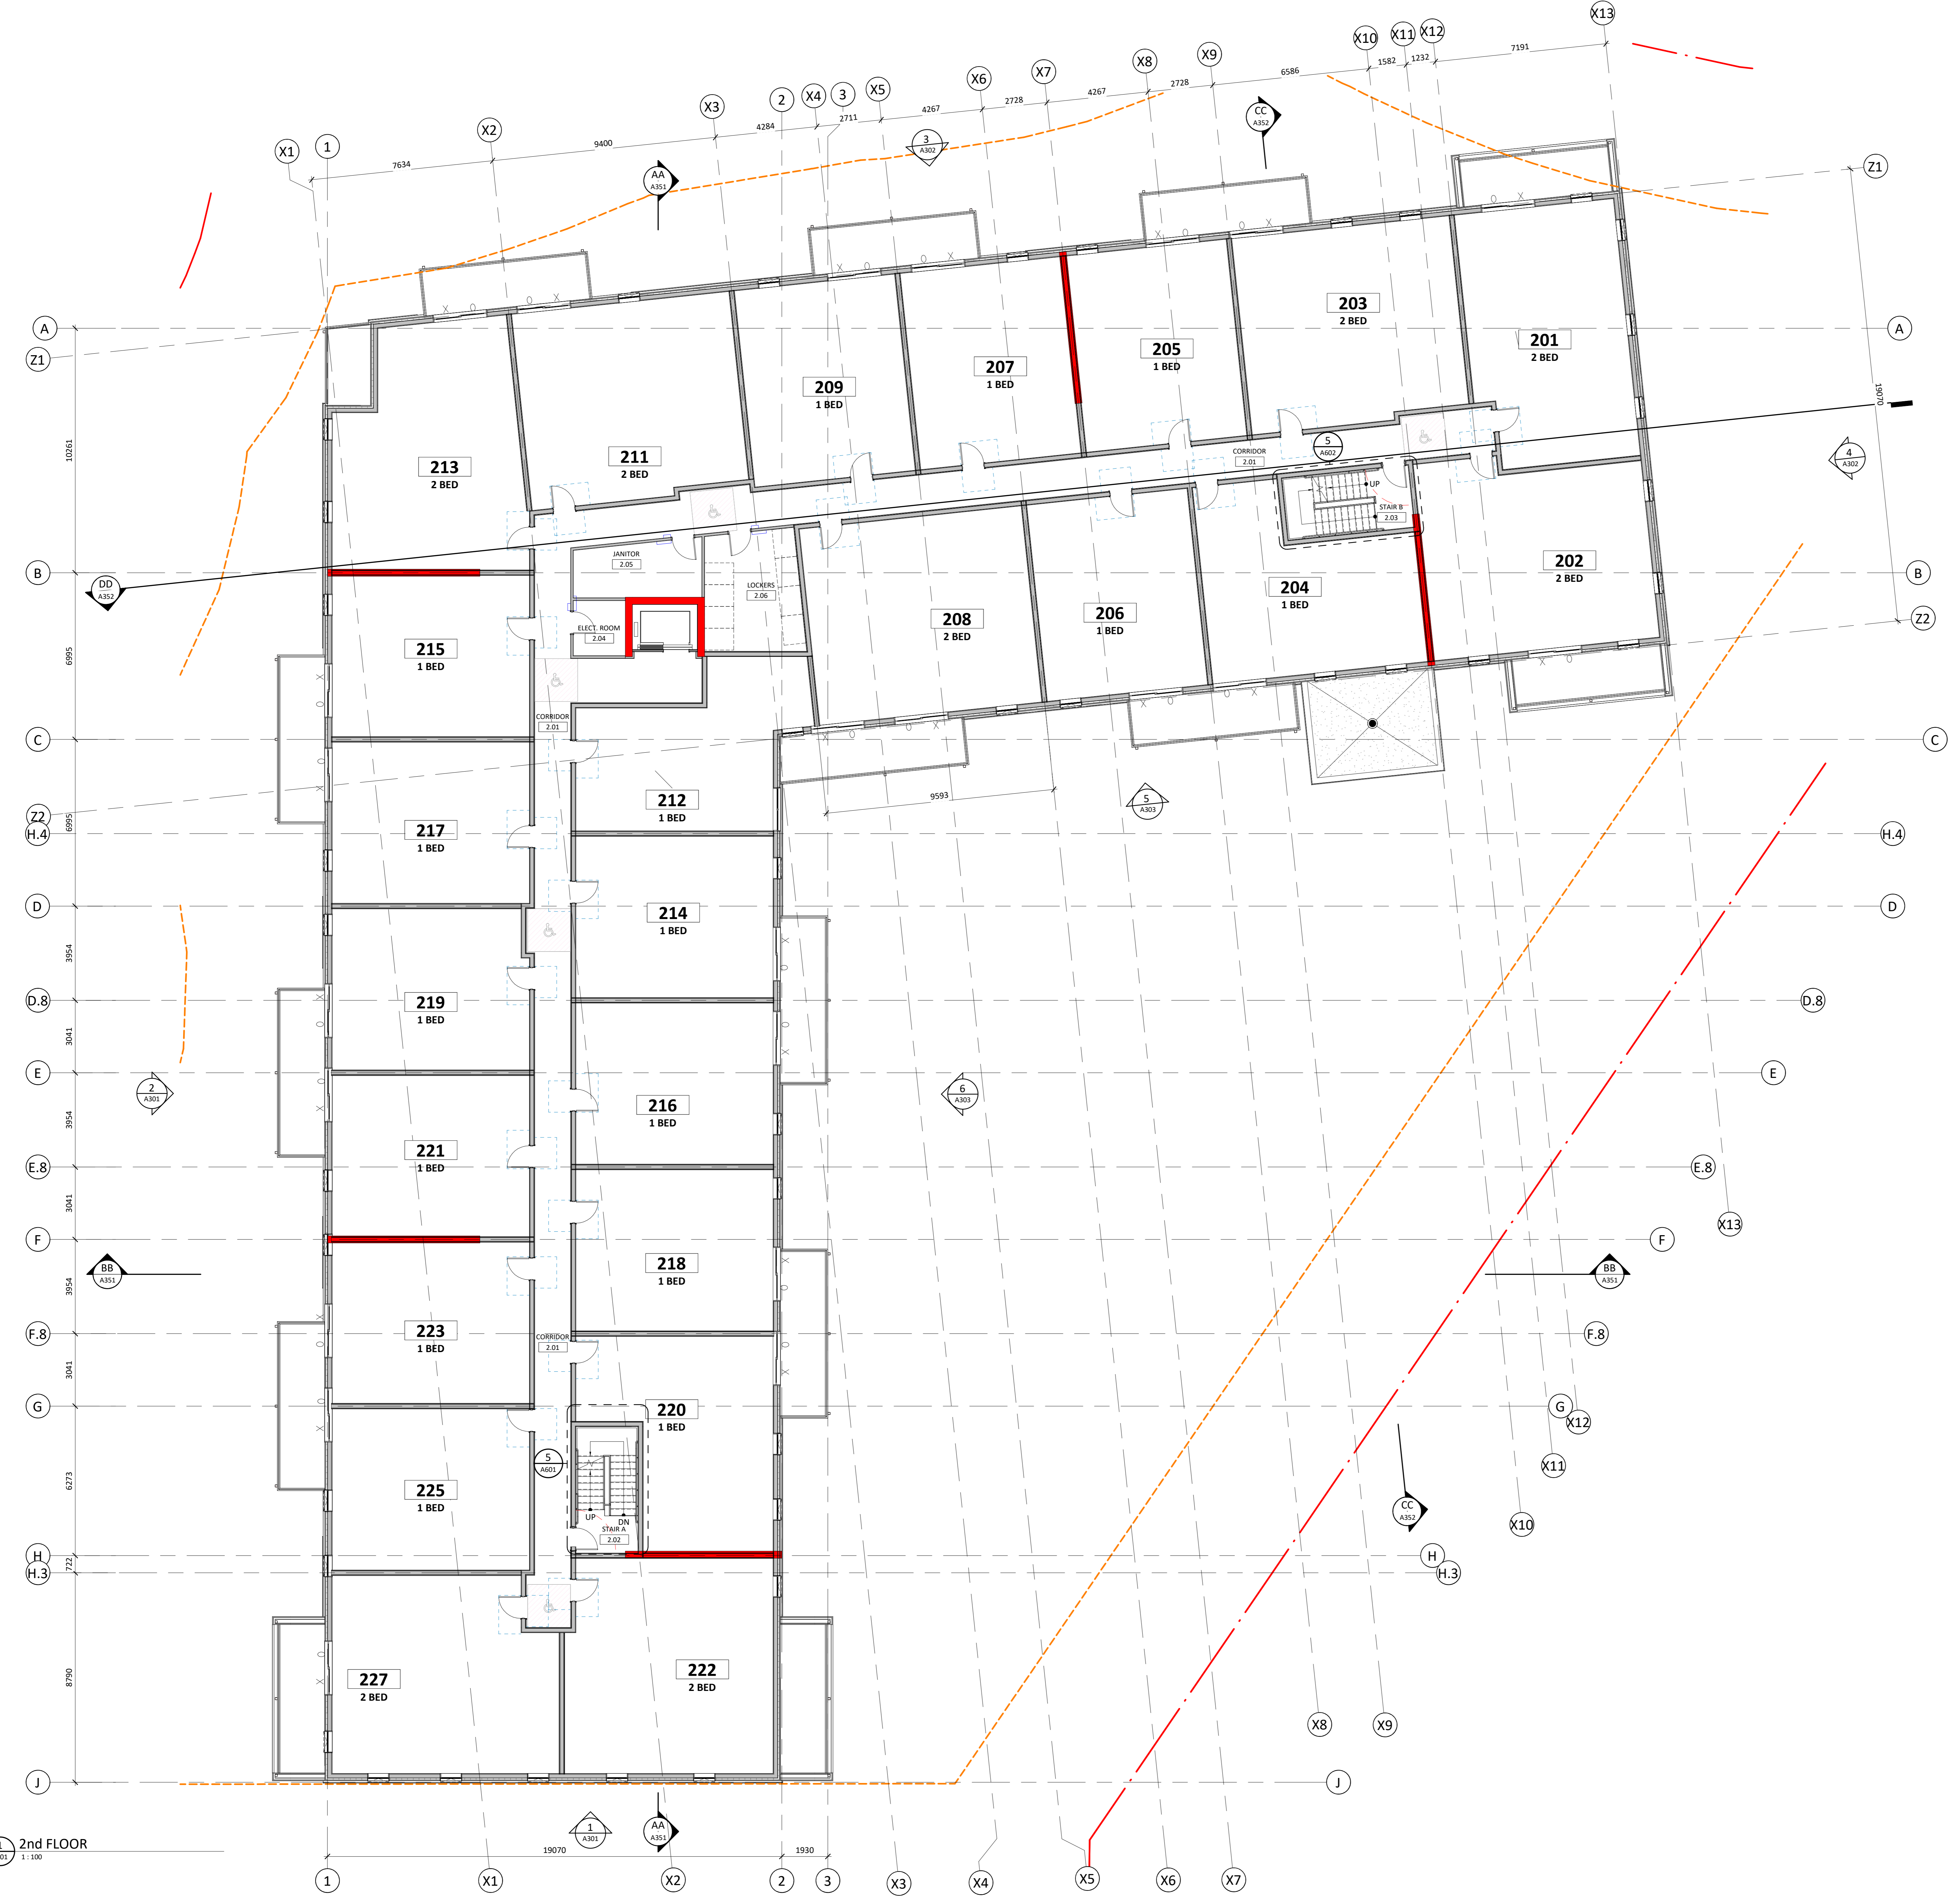 X13
X12
X11
X10
X9
X8
X7
X6
X5
3
X4
2
X3
X2
1
X1
7191
1232
1582
6586
2728
4267
2728
4267
2711
4284
9400
7634
CC
A352
3
A302
AA
A351
Z1
A
Z1
A
203
2 BED
201
2 BED
205
1 BED
207
1 BED
209
1 BED
19070
10261
213
2 BED
211
2 BED
5
A602
CORRIDOR
2.01
4
A302
UP
STAIR B
2.03
JANITOR
2.05
LOCKERS
2.06
B
B
DD
A352
202
2 BED
204
1 BED
206
1 BED
208
2 BED
ELECT. ROOM
2.04
Z2
215
1 BED
6995
CORRIDOR
2.01
C
C
212
1 BED
9593
5
A303
Z2
6995
217
1 BED
H.4
H.4
D
D
214
1 BED
3954
219
1 BED
D.8
D.8
3041
E
E
2
A301
6
A303
216
1 BED
3954
221
1 BED
E.8
E.8
3041
X13
F
F
218
1 BED
BB
A351
BB
A351
3954
223
1 BED
CORRIDOR
2.01
F.8
F.8
3041
220
1 BED
G
G
X12
5
A601
X11
6273
225
1 BED
UP
DN
STAIR A
2.02
CC
A352
X10
H
H
722
H.3
H.3
227
2 BED
222
2 BED
8790
X8
X9
J
J
1
A301
AA
A351
2nd FLOOR
1 : 100
19070
1930
1
X1
X2
2
3
X3
X4
X5
X6
X7